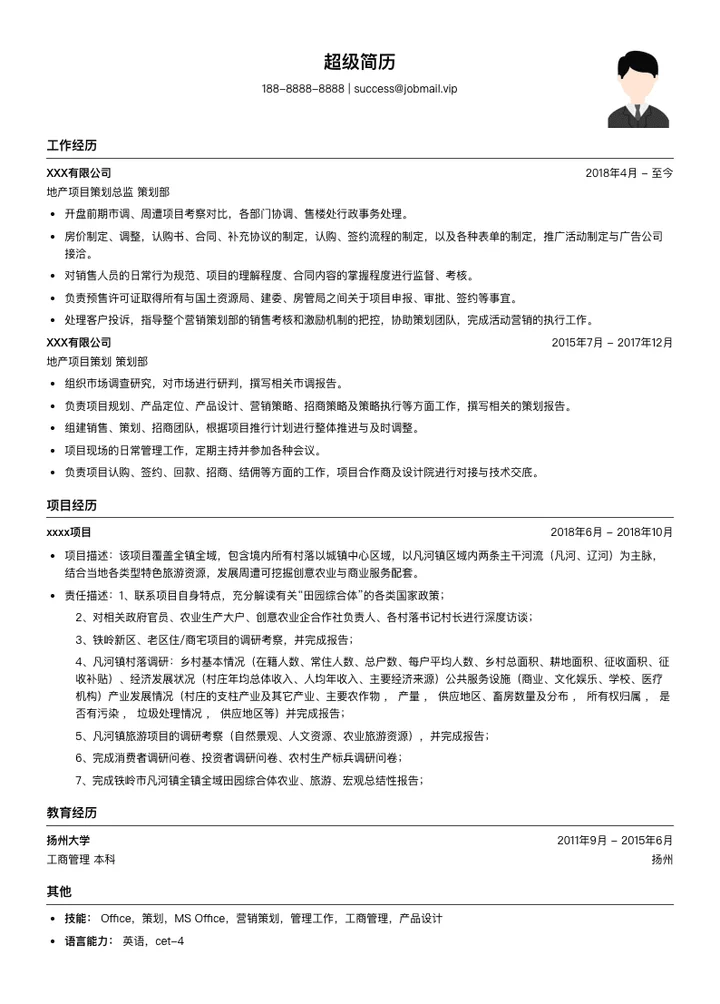 超级简历
188-8888-8888 | success@jobmail.vip
工作经历
XXX有限公司 2018年4月 – 至今
地产项目策划总监 策划部
• 开盘前期市调、周遭项目考察对比，各部门协调、售楼处行政事务处理。
• 房价制定、调整，认购书、合同、补充协议的制定，认购、签约流程的制定，以及各种表单的制定，推广活动制定与广告公司
接洽。
• 对销售人员的日常行为规范、项目的理解程度、合同内容的掌握程度进行监督、考核。
• 负责预售许可证取得所有与国土资源局、建委、房管局之间关于项目申报、审批、签约等事宜。
• 处理客户投诉，指导整个营销策划部的销售考核和激励机制的把控，协助策划团队，完成活动营销的执行工作。
XXX有限公司 2015年7月 – 2017年12月
地产项目策划 策划部
• 组织市场调查研究，对市场进行研判，撰写相关市调报告。
• 负责项目规划、产品定位、产品设计、营销策略、招商策略及策略执行等方面工作，撰写相关的策划报告。
• 组建销售、策划、招商团队，根据项目推行计划进行整体推进与及时调整。
• 项目现场的日常管理工作，定期主持并参加各种会议。
• 负责项目认购、签约、回款、招商、结佣等方面的工作，项目合作商及设计院进行对接与技术交底。
项目经历
xxxx项目 2018年6月 – 2018年10月
• 项目描述：该项目覆盖全镇全域，包含境内所有村落以城镇中心区域，以凡河镇区域内两条主干河流（凡河、辽河）为主脉，
结合当地各类型特色旅游资源，发展周遭可挖掘创意农业与商业服务配套。
• 责任描述：1、联系项目自身特点，充分解读有关“田园综合体”的各类国家政策；
2、对相关政府官员、农业生产大户、创意农业企合作社负责人、各村落书记村长进行深度访谈；
3、铁岭新区、老区住/商宅项目的调研考察，并完成报告；
4、凡河镇村落调研：乡村基本情况（在籍人数、常住人数、总户数、每户平均人数、乡村总面积、耕地面积、征收面积、征
收补贴）、经济发展状况（村庄年均总体收入、人均年收入、主要经济来源）公共服务设施（商业、文化娱乐、学校、医疗
机构）产业发展情况（村庄的支柱产业及其它产业、主要农作物 ， 产量 ， 供应地区、畜房数量及分布 ， 所有权归属 ， 是
否有污染 ， 垃圾处理情况 ， 供应地区等）并完成报告；
5、凡河镇旅游项目的调研考察（自然景观、人文资源、农业旅游资源），并完成报告；
6、完成消费者调研问卷、投资者调研问卷、农村生产标兵调研问卷；
7、完成铁岭市凡河镇全镇全域田园综合体农业、旅游、宏观总结性报告；
教育经历
扬州大学 2011年9月 – 2015年6月
工商管理 本科 扬州
其他
• 技能： Office，策划，MS Office，营销策划，管理工作，工商管理，产品设计
• 语言能力： 英语，cet-4